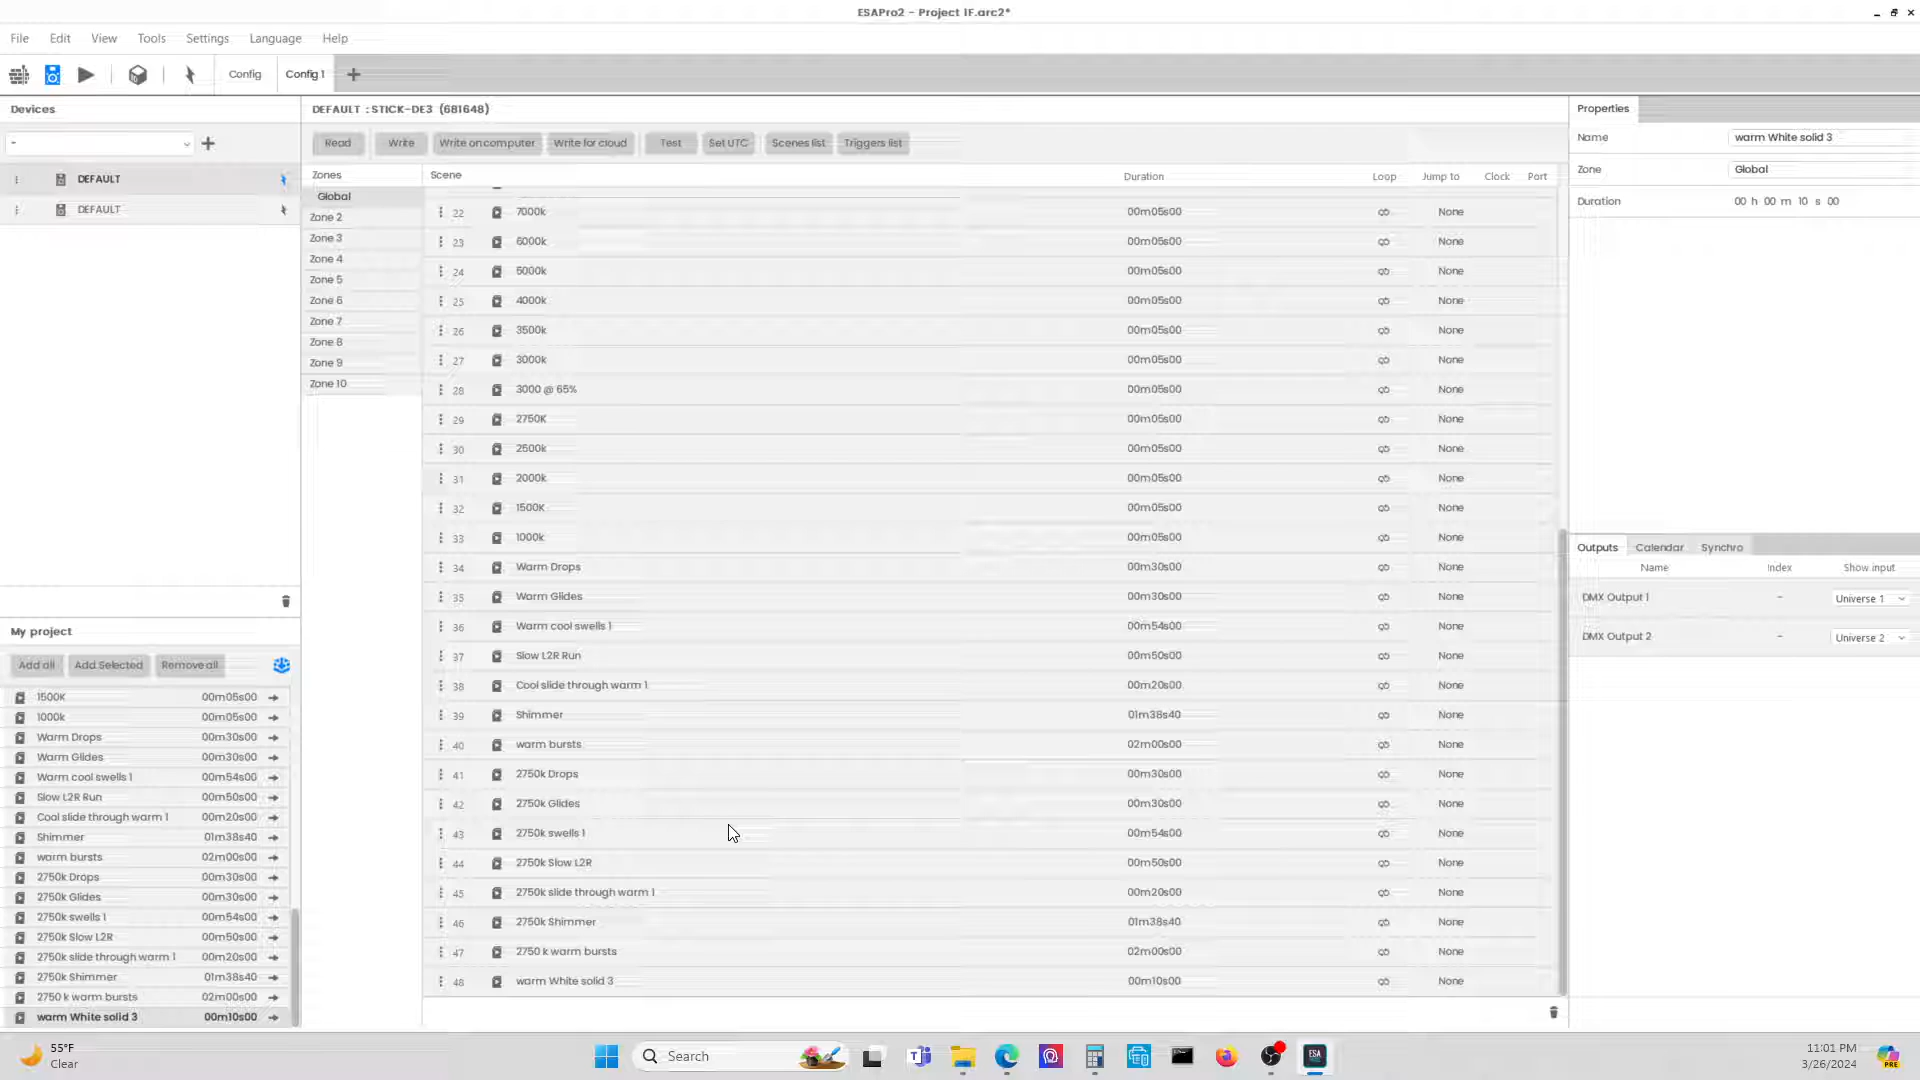 ESAPro2 - Project IF.arc2*
File Edit View Tools Settings Language Help
Config Config 1 +
Devices
-
DEFAULT
DEFAULT
My project
Add all Add Selected Remove all
1500K 00m05s00
1000k 00m05s00
Warm Drops 00m30s00
Warm Glides 00m30s00
Warm cool swells 1 00m54s00
Slow L2R Run 00m50s00
Cool slide through warm 1 00m20s00
Shimmer 01m38s40
warm bursts 02m00s00
2750k Drops 00m30s00
2750k Glides 00m30s00
2750k swells 1 00m54s00
2750k Slow L2R 00m50s00
2750k slide through warm 1 00m20s00
2750k Shimmer 01m38s40
2750 k warm bursts 02m00s00
warm White solid 3 00m10s00
DEFAULT : STICK-DE3 (681648)
Read Write Write on computer Write for cloud Test Set UTC Scenes list Triggers list
Zones
Global
Zone 2
Zone 3
Zone 4
Zone 5
Zone 6
Zone 7
Zone 8
Zone 9
Zone 10
Scene Duration Loop Jump to Clock Port
22 7000k 00m05s00 None
23 6000k 00m05s00 None
24 5000k 00m05s00 None
25 4000k 00m05s00 None
26 3500k 00m05s00 None
27 3000k 00m05s00 None
28 3000 @ 65% 00m05s00 None
29 2750K 00m05s00 None
30 2500k 00m05s00 None
31 2000k 00m05s00 None
32 1500K 00m05s00 None
33 1000k 00m05s00 None
34 Warm Drops 00m30s00 None
35 Warm Glides 00m30s00 None
36 Warm cool swells 1 00m54s00 None
37 Slow L2R Run 00m50s00 None
38 Cool slide through warm 1 00m20s00 None
39 Shimmer 01m38s40 None
40 warm bursts 02m00s00 None
41 2750k Drops 00m30s00 None
42 2750k Glides 00m30s00 None
43 2750k swells 1 00m54s00 None
44 2750k Slow L2R 00m50s00 None
45 2750k slide through warm 1 00m20s00 None
46 2750k Shimmer 01m38s40 None
47 2750 k warm bursts 02m00s00 None
48 warm White solid 3 00m10s00 None
Properties
Name warm White solid 3
Zone Global
Duration 00 h 00 m 10 s 00
Outputs Calendar Synchro
Name Index Show input
DMX Output 1 - Universe 1
DMX Output 2 - Universe 2
55°F
Clear
Search
ESA
11:01 PM
3/26/2024
PRE